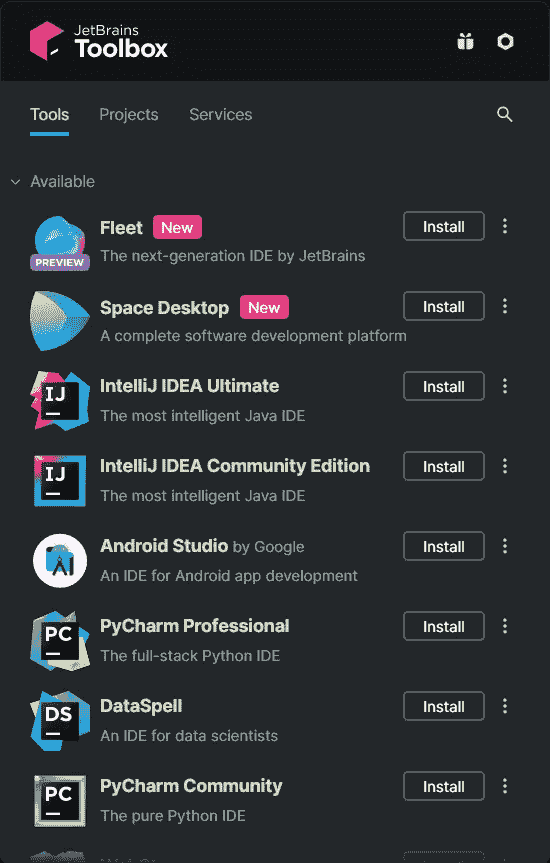 JetBrains
Toolbox
Tools Projects Services
Available
Fleet New Install
PREVIEW
The next-generation IDE by JetBrains
Space Desktop New Install
A complete software development platform
IJ
IntelliJ IDEA Ultimate Install
The most intelligent Java IDE
IJ
IntelliJ IDEA Community Edition Install
The most intelligent Java IDE
Android Studio by Google Install
An IDE for Android app development
PC
PyCharm Professional Install
The full-stack Python IDE
DS
DataSpell Install
An IDE for data scientists
PC
PyCharm Community Install
The pure Python IDE